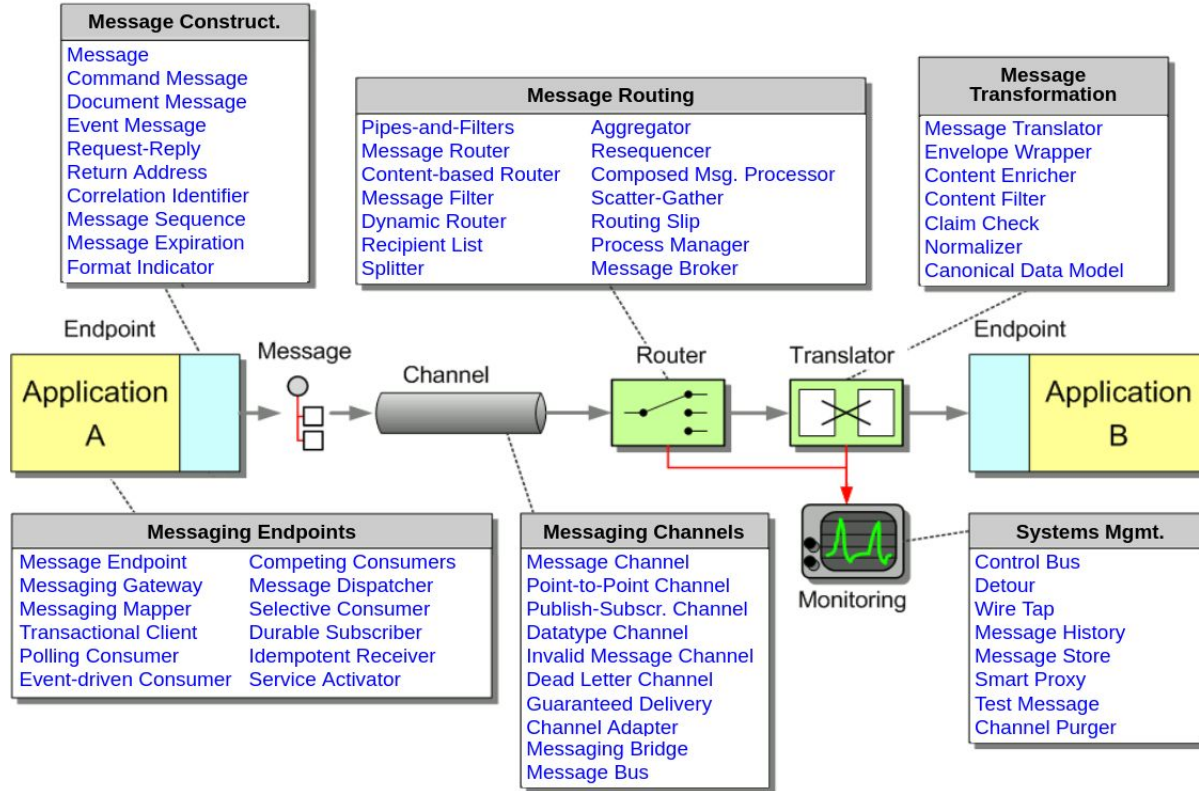 Message Construct.
Message
Command Message
Document Message
Event Message
Request-Reply
Return Address
Correlation Identifier
Message Sequence
Message Expiration
Format Indicator
Message Routing
Pipes-and-Filters
Message Router
Content-based Router
Message Filter
Dynamic Router
Recipient List
Splitter
Aggregator
Resequencer
Composed Msg. Processor
Scatter-Gather
Routing Slip
Process Manager
Message Broker
Message
Transformation
Message Translator
Envelope Wrapper
Content Enricher
Content Filter
Claim Check
Normalizer
Canonical Data Model
Endpoint
Application
A
Message
Channel
Router
Translator
Endpoint
Application
B
Messaging Endpoints
Message Endpoint
Messaging Gateway
Messaging Mapper
Transactional Client
Polling Consumer
Event-driven Consumer
Competing Consumers
Message Dispatcher
Selective Consumer
Durable Subscriber
Idempotent Receiver
Service Activator
Messaging Channels
Message Channel
Point-to-Point Channel
Publish-Subscr. Channel
Datatype Channel
Invalid Message Channel
Dead Letter Channel
Guaranteed Delivery
Channel Adapter
Messaging Bridge
Message Bus
Monitoring
Systems Mgmt.
Control Bus
Detour
Wire Tap
Message History
Message Store
Smart Proxy
Test Message
Channel Purger